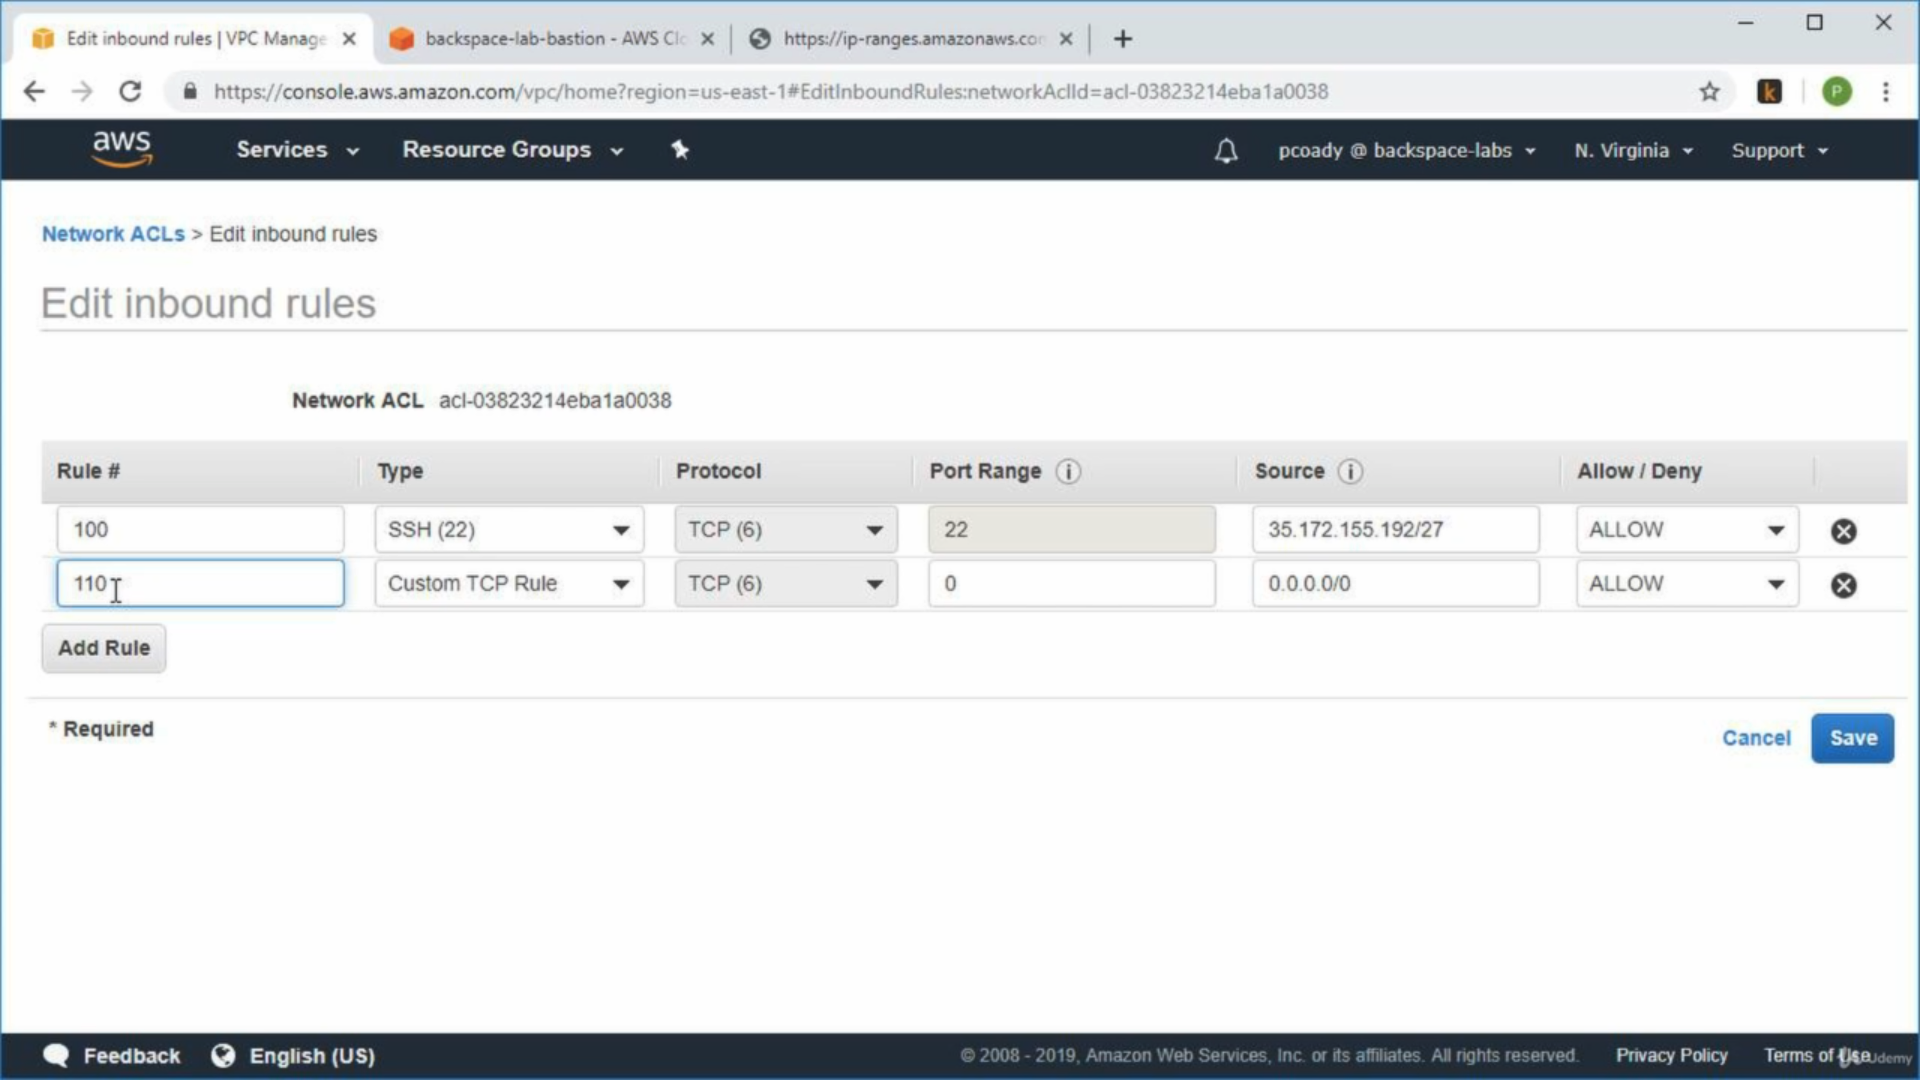 Edit inbound rules | VPC Manage
backspace-lab-bastion - AWS Clo
https://ip-ranges.amazonaws.con
https://console.aws.amazon.com/vpc/home?region=us-east-1#EditInboundRules:networkAclId=acl-03823214eba1a0038
k
P
aws
Services
Resource Groups
pcoady @ backspace-labs
N. Virginia
Support
Network ACLs > Edit inbound rules
Edit inbound rules
Network ACL acl-03823214eba1a0038
Rule # Type Protocol Port Range i Source i Allow / Deny
100 SSH (22) TCP (6) 22 35.172.155.192/27 ALLOW
110 Custom TCP Rule TCP (6) 0 0.0.0.0/0 ALLOW
Add Rule
* Required
Cancel
Save
Feedback
English (US)
© 2008 - 2019, Amazon Web Services, Inc. or its affiliates. All rights reserved.
Privacy Policy
Terms of Use
Udemy